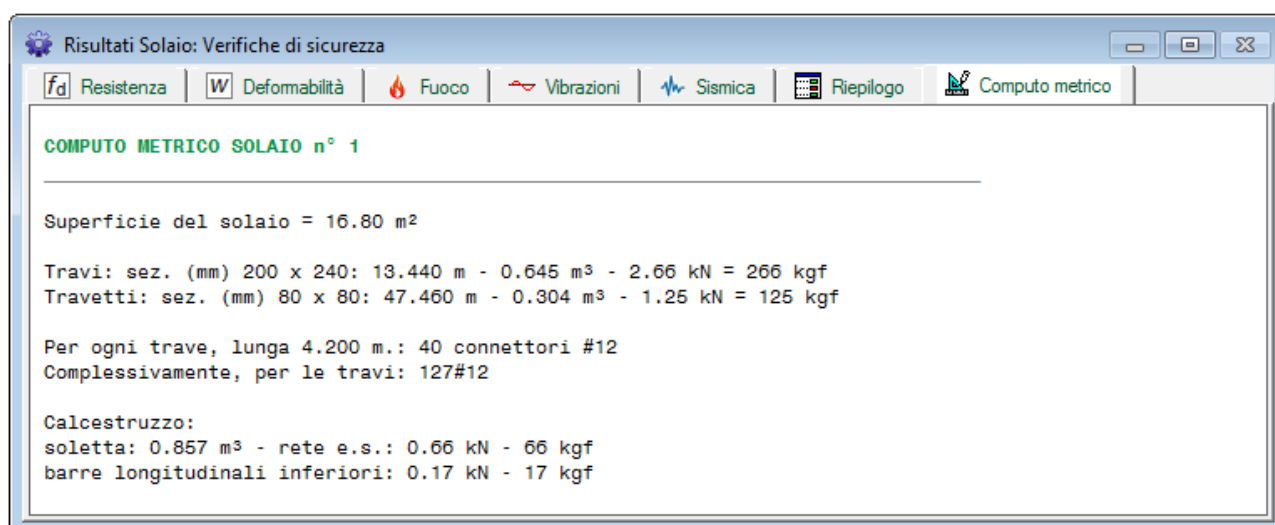 Risultati Solaio: Verifiche di sicurezza
fd Resistenza W Deformabilità Fuoco Vibrazioni Sismica Riepilogo Computo metrico
COMPUTO METRICO SOLAIO n° 1
Superficie del solaio = 16.80 m²
Travi: sez. (mm) 200 x 240: 13.440 m - 0.645 m³ - 2.66 kN = 266 kgf
Travetti: sez. (mm) 80 x 80: 47.460 m - 0.304 m³ - 1.25 kN = 125 kgf
Per ogni trave, lunga 4.200 m.: 40 connettori #12
Complessivamente, per le travi: 127#12
Calcestruzzo:
soletta: 0.857 m³ - rete e.s.: 0.66 kN - 66 kgf
barre longitudinali inferiori: 0.17 kN - 17 kgf